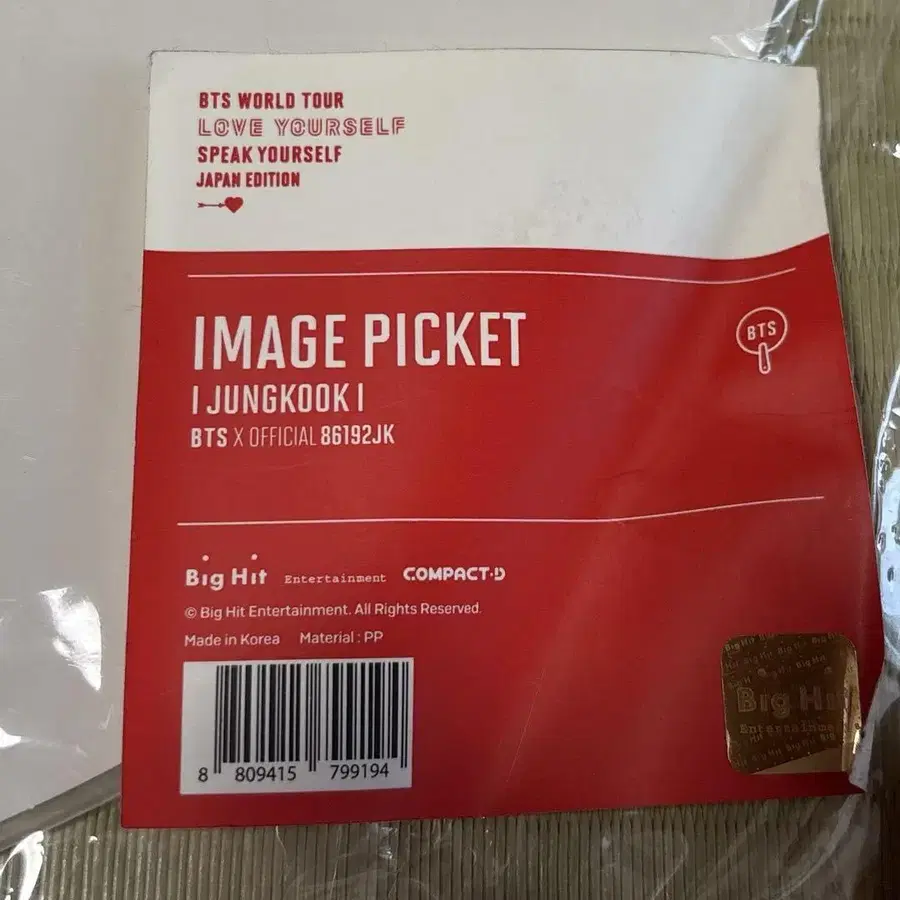 BTS WORLD TOUR
LOVE YOURSELF
SPEAK YOURSELF
JAPAN EDITION
IMAGE PICKET
BTS
I JUNGKOOK I
BTS X OFFICIAL 86192JK
Big Hit Entertainment COMPACT·D
© Big Hit Entertainment. All Rights Reserved.
Made in Korea Material : PP
Big Hit
Entertainment
8 809415 799194